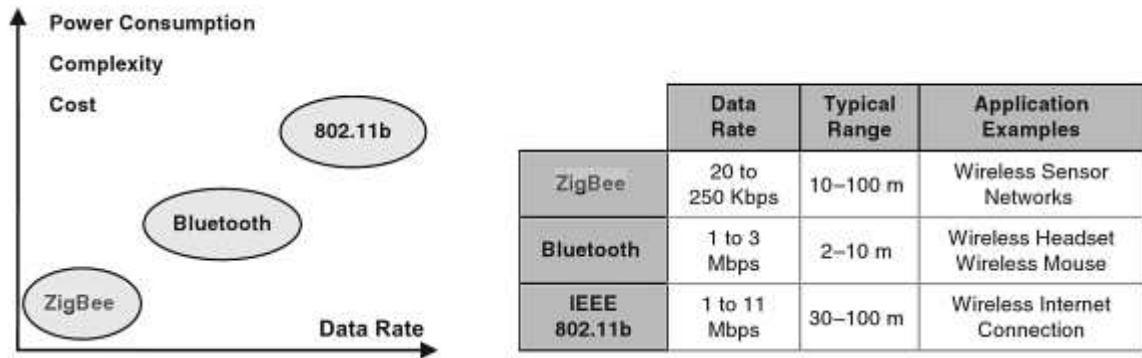 Power Consumption
Complexity
Cost
802.11b
Bluetooth
ZigBee
Data Rate
Data
Rate
Typical
Range
Application
Examples
ZigBee
20 to
250 Kbps
10–100 m
Wireless Sensor
Networks
Bluetooth
1 to 3
Mbps
2–10 m
Wireless Headset
Wireless Mouse
IEEE
802.11b
1 to 11
Mbps
30–100 m
Wireless Internet
Connection